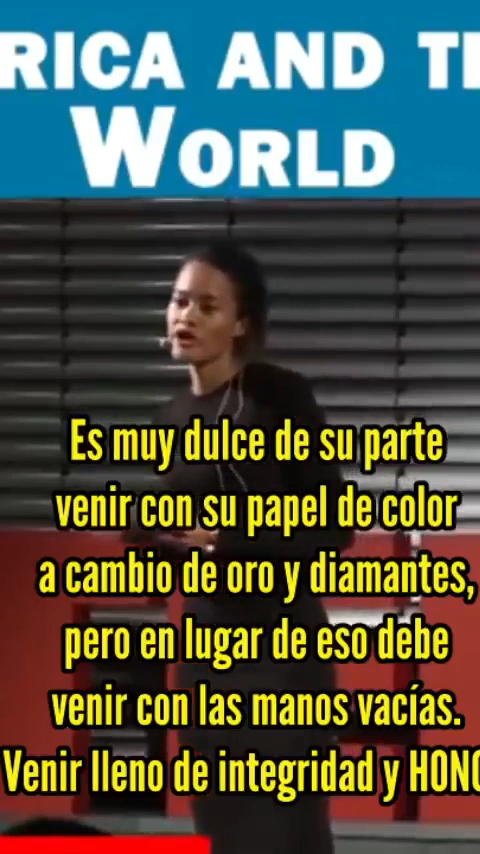 RICA AND T
WORLD
Es muy dulce de su parte
venir con su papel de color
a cambio de oro y diamantes,
pero en lugar de eso debe
venir con las manos vacías.
Venir lleno de integridad y HON